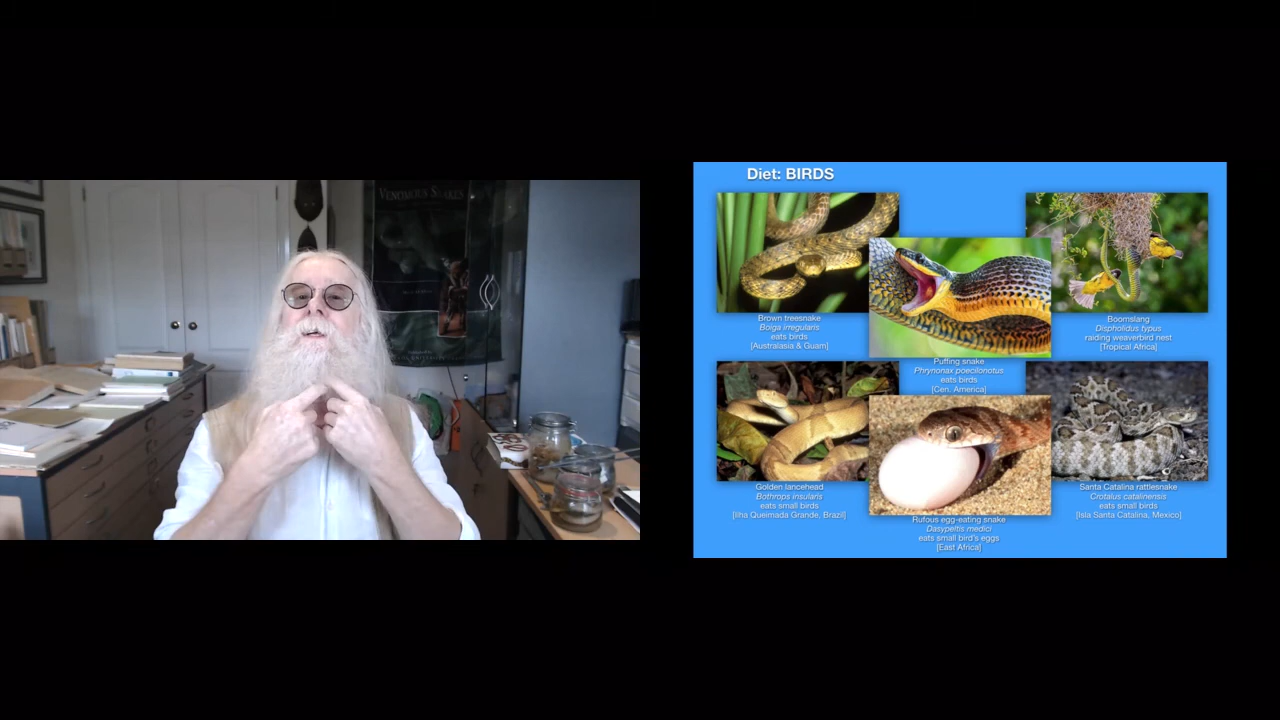 VENOMOUS SNAKES
Diet: BIRDS
Brown treesnake
Boiga irregularis
eats birds
[Australasia & Guam]
Puffing snake
Phrynonax poecilonotus
eats birds
[Cen. America]
Boomslang
Dispholidus typus
raiding weaverbird nest
[Tropical Africa]
Golden lancehead
Bothrops insularis
eats small birds
[Ilha Queimada Grande, Brazil]
Rufous egg-eating snake
Dasypeltis medici
eats small bird's eggs
[East Africa]
Santa Catalina rattlesnake
Crotalus catalinensis
eats small birds
[Isla Santa Catalina, Mexico]